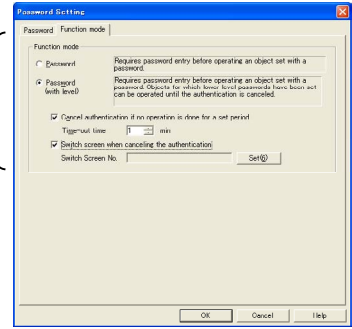 Password Setting
Password Function mode
Function mode
Password
Requires password entry before operating an object set with a
password.
Password
(with level)
Requires password entry before operating an object set with a
password. Objects for which lower level passwords have been set
can be operated until the authentication is canceled.
Cancel authentication if no operation is done for a set period
Time-out time 1 min
Switch screen when canceling the authentication
Switch Screen No. Set(S)
OK Cancel Help